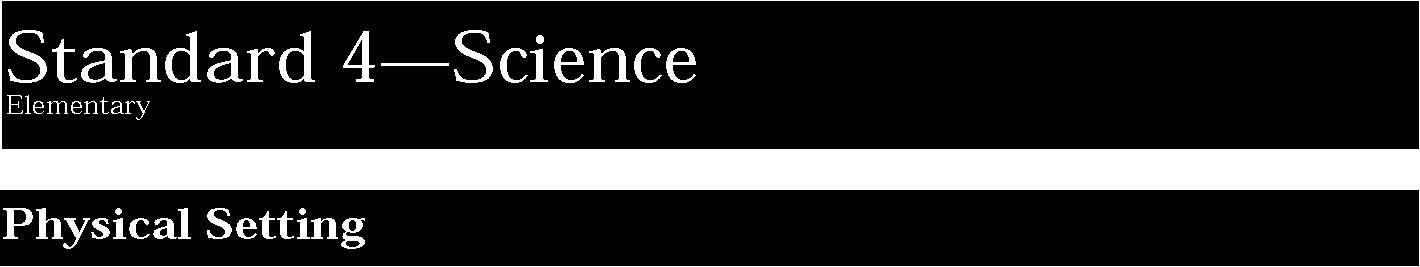 Standard 4—Science
Elementary
Physical Setting